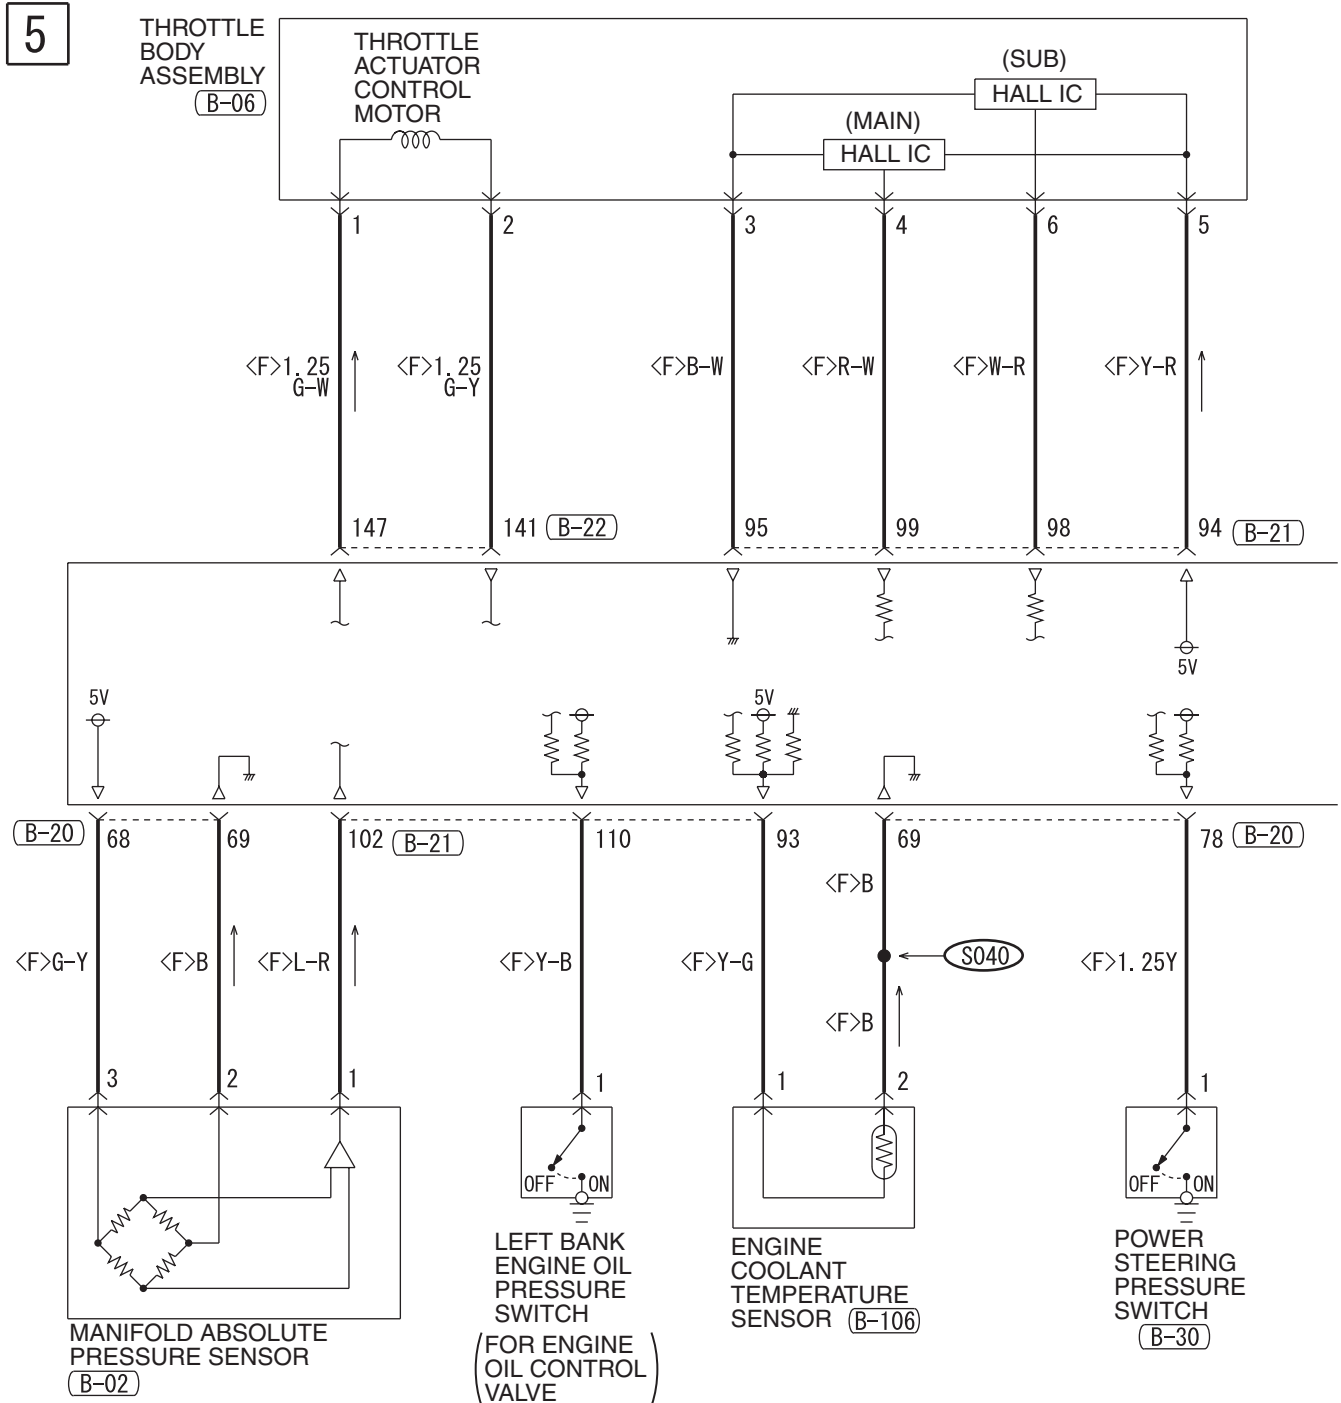 5
THROTTLE
BODY
ASSEMBLY
B-06
THROTTLE
ACTUATOR
CONTROL
MOTOR
(SUB)
HALL IC
(MAIN)
HALL IC
1 2 3 4 6 5
<F>1.25
G-W
<F>1.25
G-Y
<F>B-W
<F>R-W
<F>W-R
<F>Y-R
147 141 B-22 95 99 98 94 B-21
5V
5V
5V
B-20 68 69 102 B-21 110 93 69 78 B-20
<F>B
<F>G-Y
<F>B
<F>L-R
<F>Y-B
<F>Y-G
S040
<F>1.25Y
<F>B
3 2 1 1 1 2 1
OFF ON
OFF ON
MANIFOLD ABSOLUTE
PRESSURE SENSOR
B-02
LEFT BANK
ENGINE OIL
PRESSURE
SWITCH
(FOR ENGINE
OIL CONTROL
VALVE
ENGINE
COOLANT
TEMPERATURE
SENSOR B-106
POWER
STEERING
PRESSURE
SWITCH
B-30